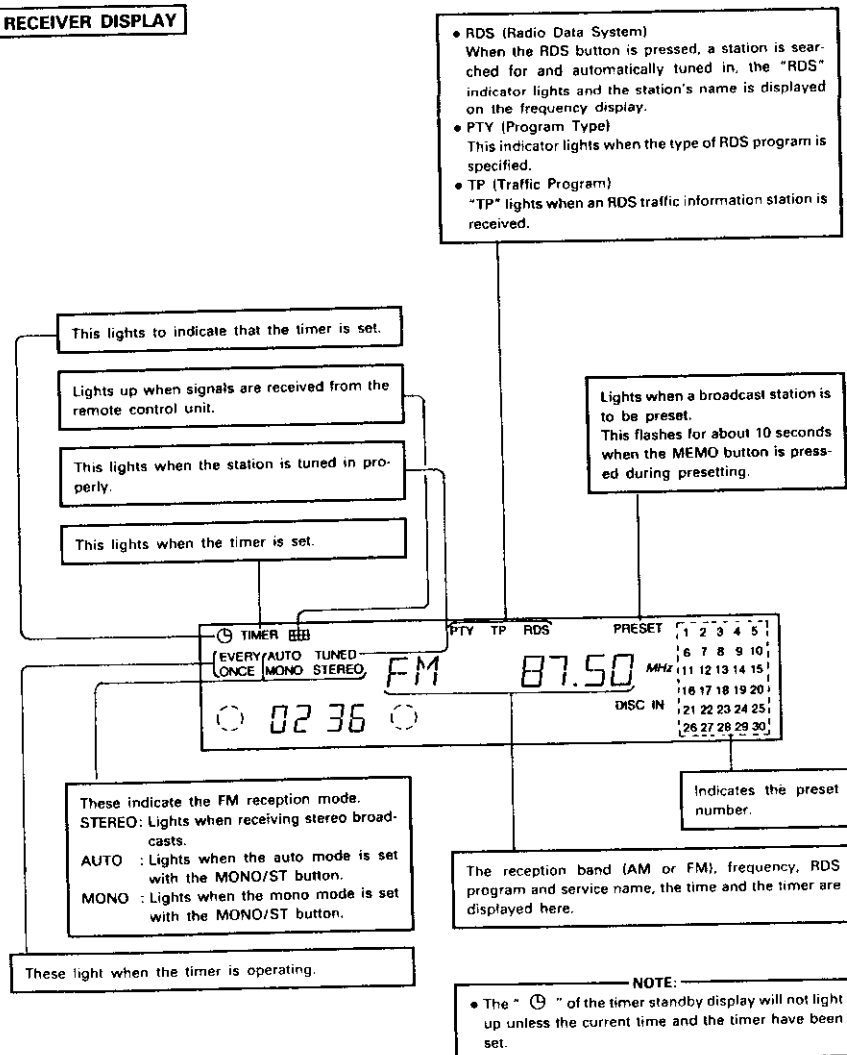 RECEIVER DISPLAY
• RDS (Radio Data System)
When the RDS button is pressed, a station is sear-
ched for and automatically tuned in, the "RDS"
indicator lights and the station's name is displayed
on the frequency display.
• PTY (Program Type)
This indicator lights when the type of RDS program is
specified.
• TP (Traffic Program)
"TP" lights when an RDS traffic information station is
received.
This lights to indicate that the timer is set.
Lights up when signals are received from the
remote control unit.
This lights when the station is tuned in pro-
perly.
This lights when the timer is set.
Lights when a broadcast station is
to be preset.
This flashes for about 10 seconds
when the MEMO button is press-
ed during presetting.
TIMER PTY TP RDS PRESET
EVERY AUTO TUNED
ONCE MONO STEREO
FM 87.50 MHz
DISC IN
02 36
1 2 3 4 5
6 7 8 9 10
11 12 13 14 15
16 17 18 19 20
21 22 23 24 25
26 27 28 29 30
These indicate the FM reception mode.
STEREO: Lights when receiving stereo broad-
casts.
AUTO : Lights when the auto mode is set
with the MONO/ST button.
MONO : Lights when the mono mode is set
with the MONO/ST button.
Indicates the preset
number.
The reception band (AM or FM), frequency, RDS
program and service name, the time and the timer are
displayed here.
These light when the timer is operating.
NOTE:
• The " " of the timer standby display will not light
up unless the current time and the timer have been
set.